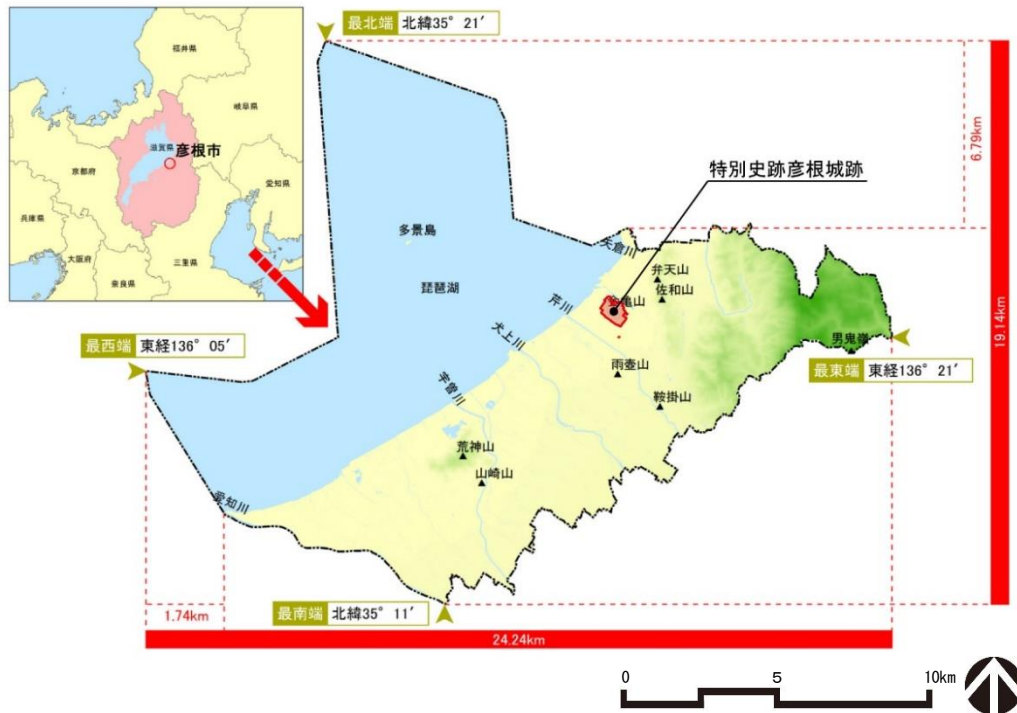 最北端 北緯35°21′
福井県
岐阜県
滋賀県
彦根市
京都府
愛知県
兵庫県
大阪府
三重県
奈良県
6.79km
特別史跡彦根城跡
多景島
矢倉川
琵琶湖
弁天山
佐和山
芹川
犬上川
19.14km
男鬼嶺
最西端 東経136°05′
最東端 東経136°21′
雨壺山
宇曽川
鞍掛山
荒神山
山崎山
愛知川
1.74km
最南端 北緯35°11′
24.24km
0 5 10km